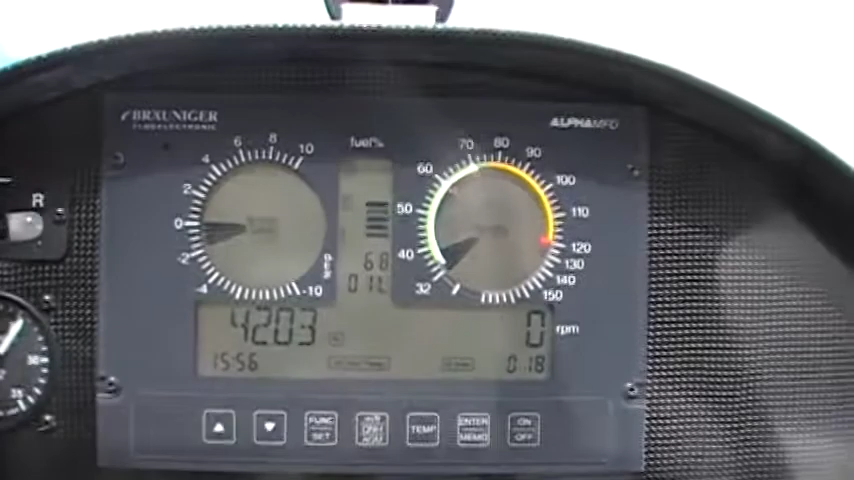 BRÄUNIGER
FLUGELECTRONIC
ALPHAMFD
fuel%
-4 -2 0 2 4 6 8 10 -10
32 40 50 60 70 80 90 100 110 120 130 140 150
R
68
4203
0 rpm
15:56
0:18
FUNC
SET
TEMP
ENTER
MEMO
ON
OFF